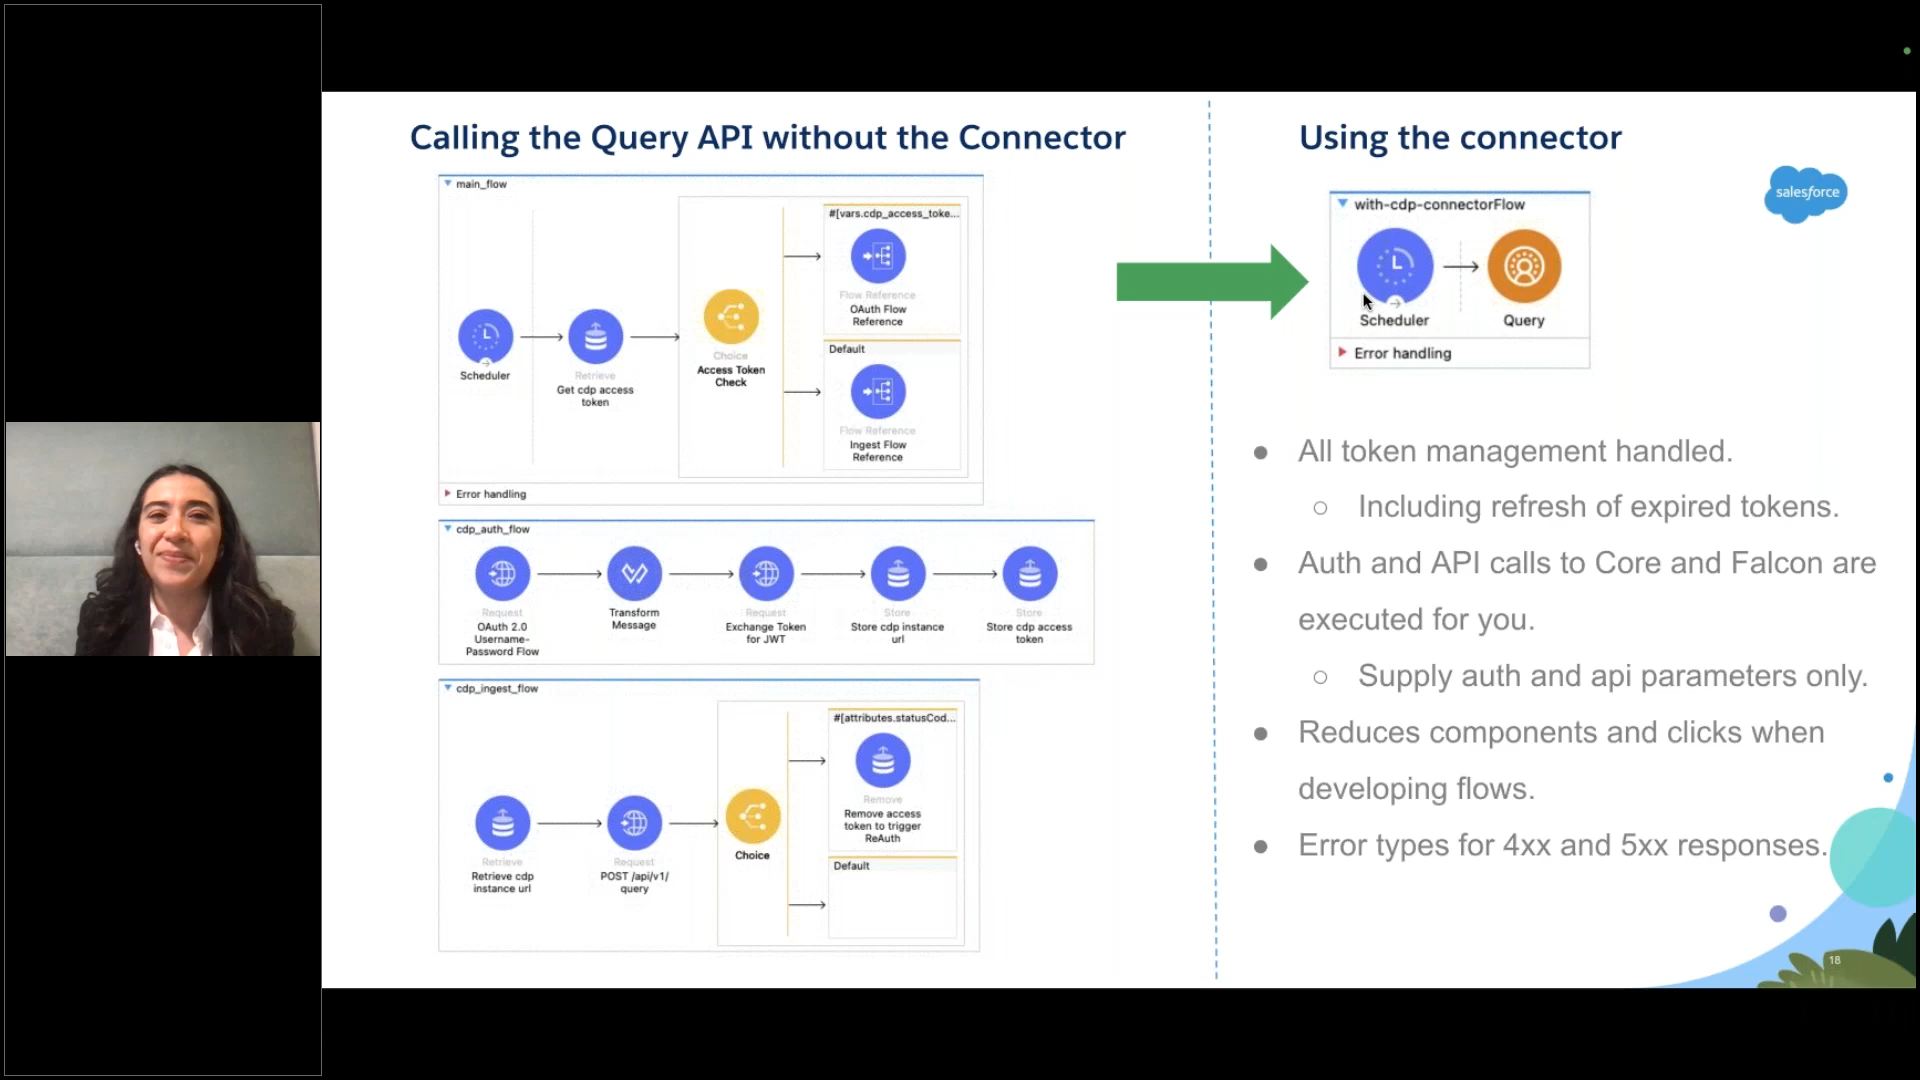 Calling the Query API without the Connector
main_flow
#[vars.cdp_access_toke...
Flow Reference
OAuth Flow
Reference
Default
Scheduler
Retrieve
Get cdp access
token
Choice
Access Token
Check
Flow Reference
Ingest Flow
Reference
Error handling
cdp_auth_flow
Request
OAuth 2.0
Username-
Password Flow
Transform
Message
Request
Exchange Token
for JWT
Store
Store cdp instance
url
Store
Store cdp access
token
cdp_ingest_flow
#[attributes.statusCod...
Remove
Remove access
token to trigger
ReAuth
Default
Retrieve
Retrieve cdp
instance url
Request
POST /api/v1/
query
Choice
Using the connector
salesforce
with-cdp-connectorFlow
Scheduler
Query
Error handling
● All token management handled.
○ Including refresh of expired tokens.
● Auth and API calls to Core and Falcon are
executed for you.
○ Supply auth and api parameters only.
● Reduces components and clicks when
developing flows.
● Error types for 4xx and 5xx responses.
18